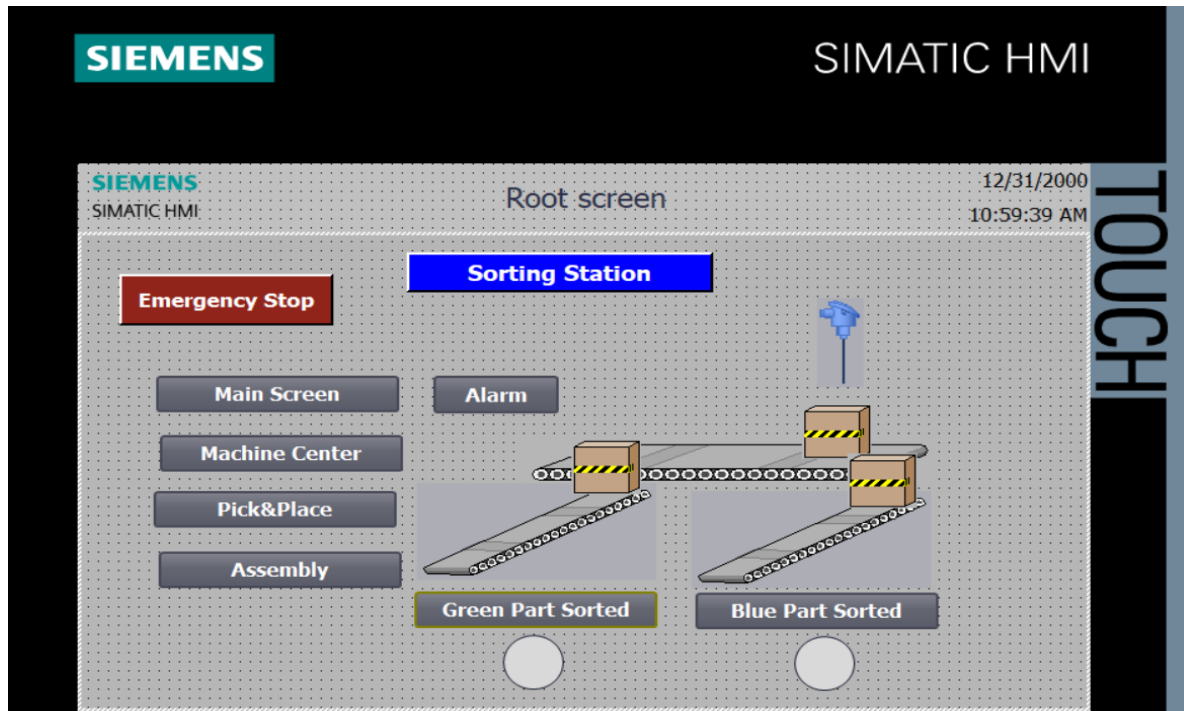 SIEMENS
SIMATIC HMI
TOUCH
SIEMENS
SIMATIC HMI
Root screen
12/31/2000
10:59:39 AM
Sorting Station
Emergency Stop
Main Screen
Alarm
Machine Center
Pick&Place
Assembly
Green Part Sorted
Blue Part Sorted